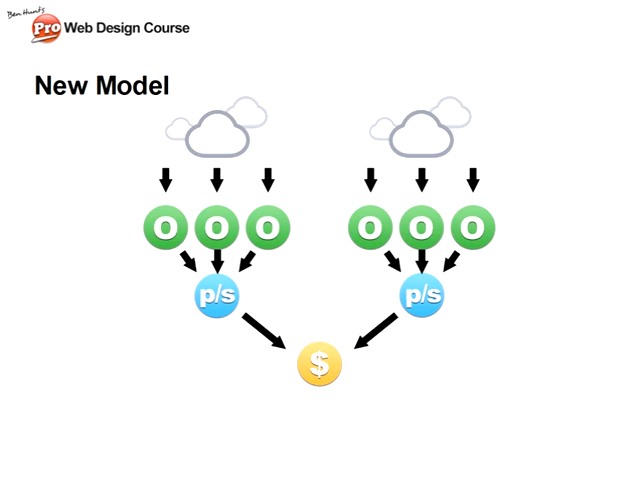 Ben Hunt's
Pro Web Design Course
New Model
O O O O O O
p/s p/s
$